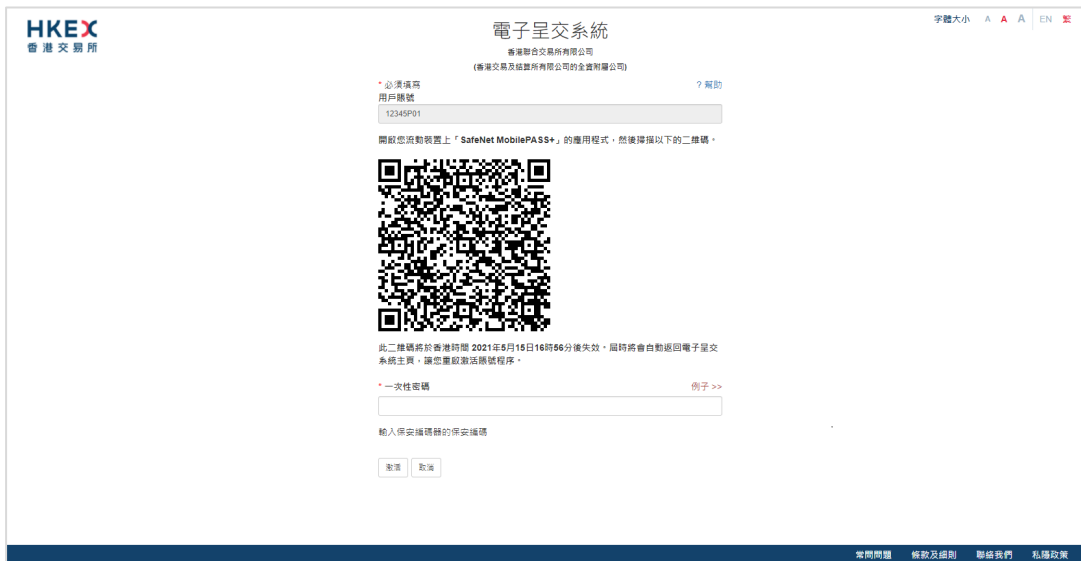 HKEX
香港交易所
字體大小 A A A EN 繁
電子呈交系統
香港聯合交易所有限公司
(香港交易及結算所有限公司的全資附屬公司)
* 必須填寫 ? 幫助
用戶賬號
12345P01
開啟您流動裝置上「SafeNet MobilePASS+」的應用程式，然後掃描以下的二維碼。
此二維碼將於香港時間 2021年5月15日16時56分後失效。屆時將會自動返回電子呈交
系統主頁，讓您重啟激活賬號程序。
* 一次性密碼 例子 >>
輸入保安編碼器的保安編碼
激活 取消
常問問題 條款及細則 聯絡我們 私隱政策